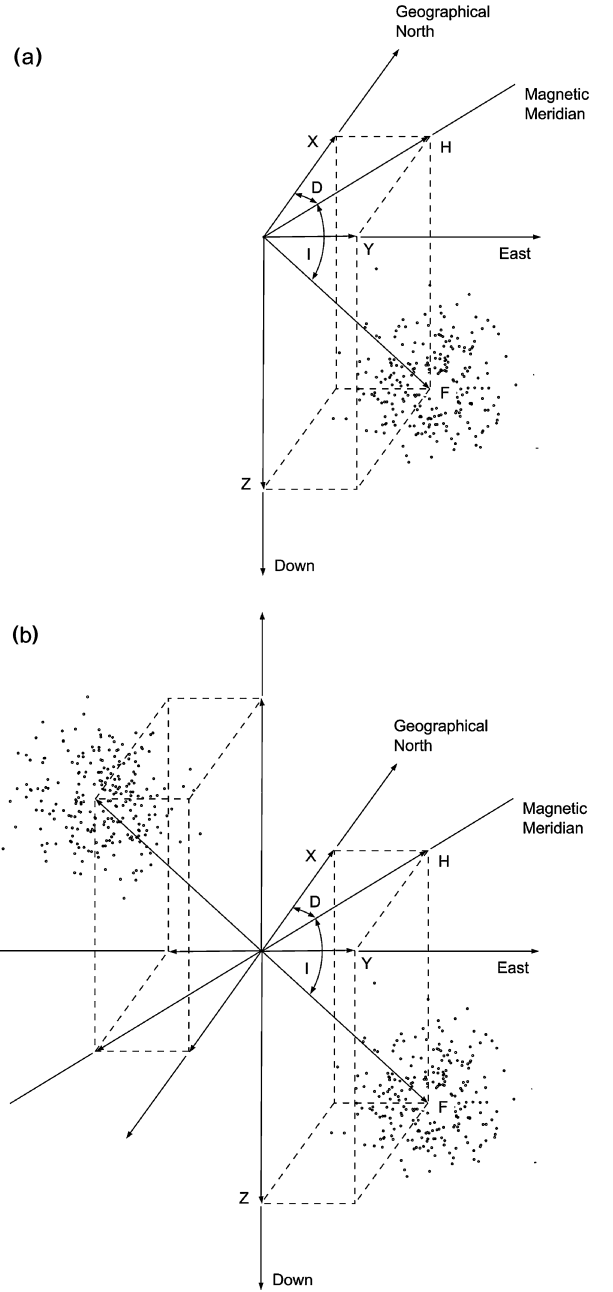 (a)
Geographical
North
Magnetic
Meridian
X
H
D
I
Y
East
F
Z
Down
(b)
Geographical
North
Magnetic
Meridian
X
H
D
I
Y
East
F
Z
Down